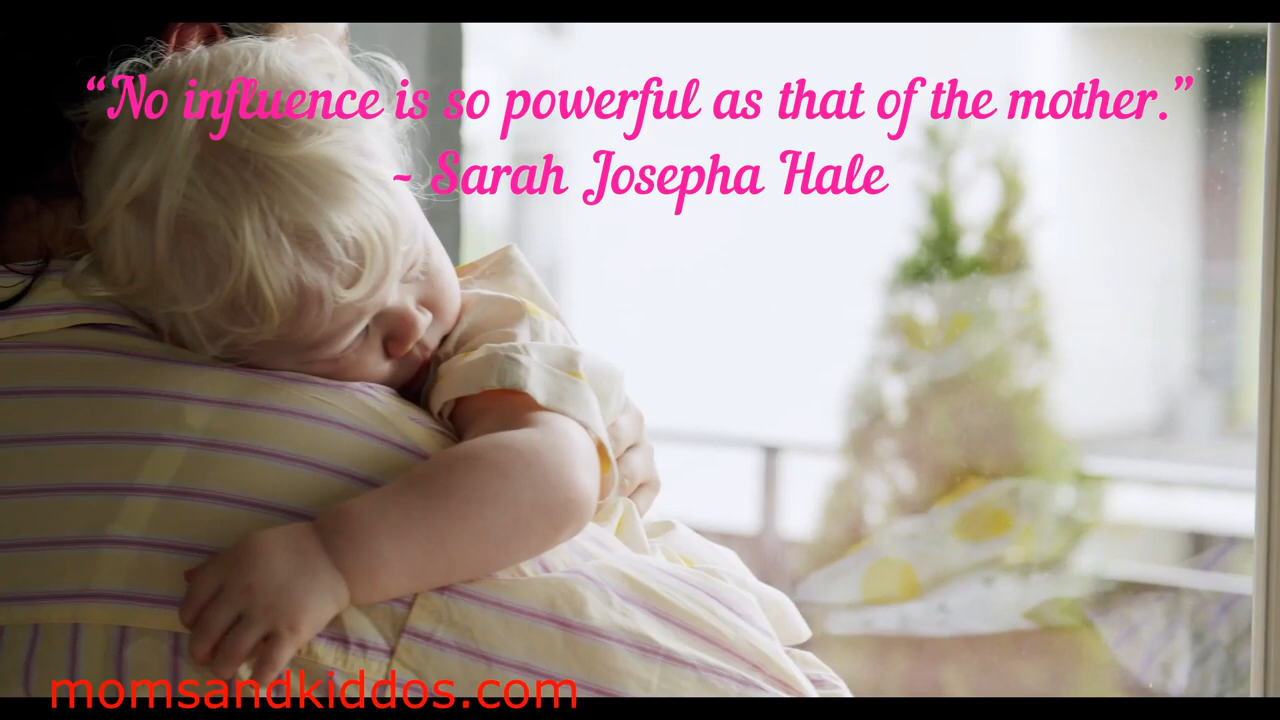 “No influence is so powerful as that of the mother.”
~ Sarah Josepha Hale
momsandkiddos.com